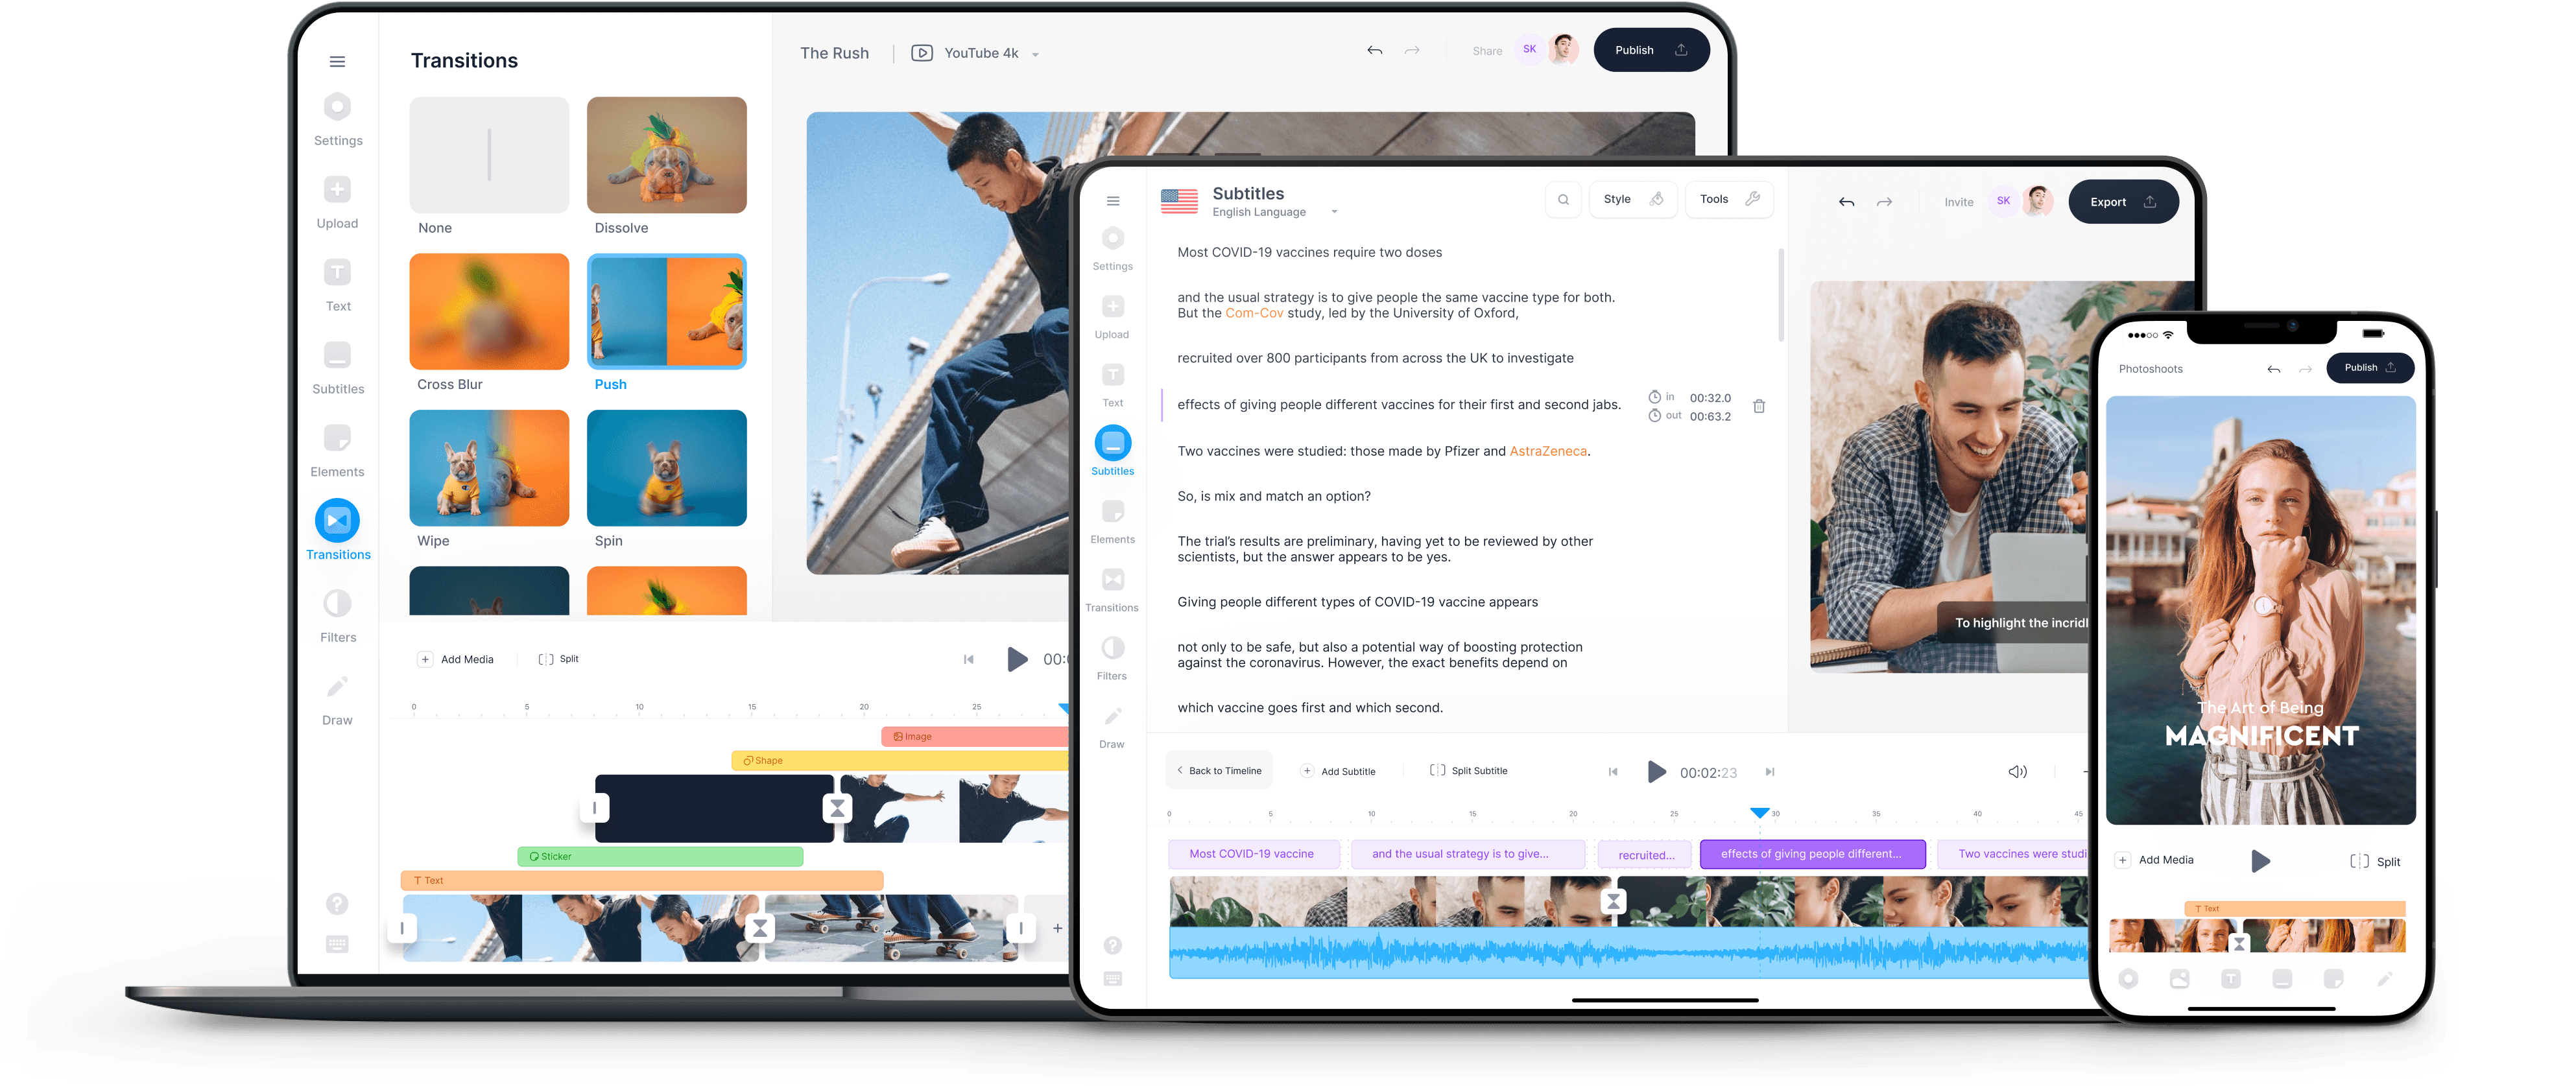 Transitions
The Rush
YouTube 4k
Share
SK
Publish
Settings
Upload
Text
Subtitles
Elements
Transitions
Filters
Draw
None
Dissolve
Cross Blur
Push
Wipe
Spin
Add Media
Split
00:
0
5
10
15
20
25
Image
Shape
Sticker
Text
Subtitles
English Language
Style
Tools
Invite
SK
Export
Settings
Upload
Text
Subtitles
Elements
Transitions
Filters
Draw
Most COVID-19 vaccines require two doses
and the usual strategy is to give people the same vaccine type for both.
But the Com-Cov study, led by the University of Oxford,
recruited over 800 participants from across the UK to investigate
effects of giving people different vaccines for their first and second jabs.
in 00:32.0
out 00:63.2
Two vaccines were studied: those made by Pfizer and AstraZeneca.
So, is mix and match an option?
The trial's results are preliminary, having yet to be reviewed by other
scientists, but the answer appears to be yes.
Giving people different types of COVID-19 vaccine appears
not only to be safe, but also a potential way of boosting protection
against the coronavirus. However, the exact benefits depend on
which vaccine goes first and which second.
To highlight the incridl
Back to Timeline
Add Subtitle
Split Subtitle
00:02:23
0
5
10
15
20
25
30
35
40
45
Most COVID-19 vaccine
and the usual strategy is to give...
recruited...
effects of giving people different...
Two vaccines were studi
Photoshoots
Publish
The Art of Being
MAGNIFICENT
Add Media
Split
Text